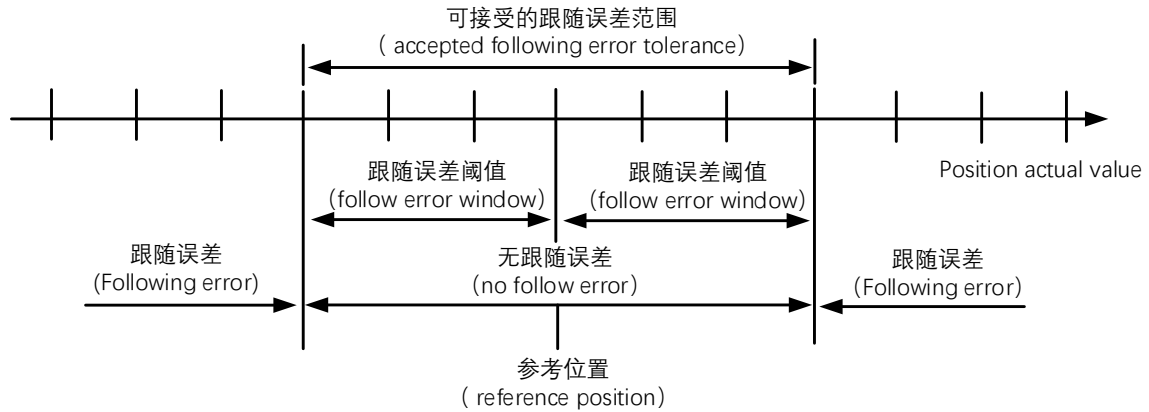 可接受的跟随误差范围
( accepted following error tolerance)
Position actual value
跟随误差阈值
(follow error window)
跟随误差阈值
(follow error window)
跟随误差
(Following error)
无跟随误差
(no follow error)
跟随误差
(Following error)
参考位置
( reference position)